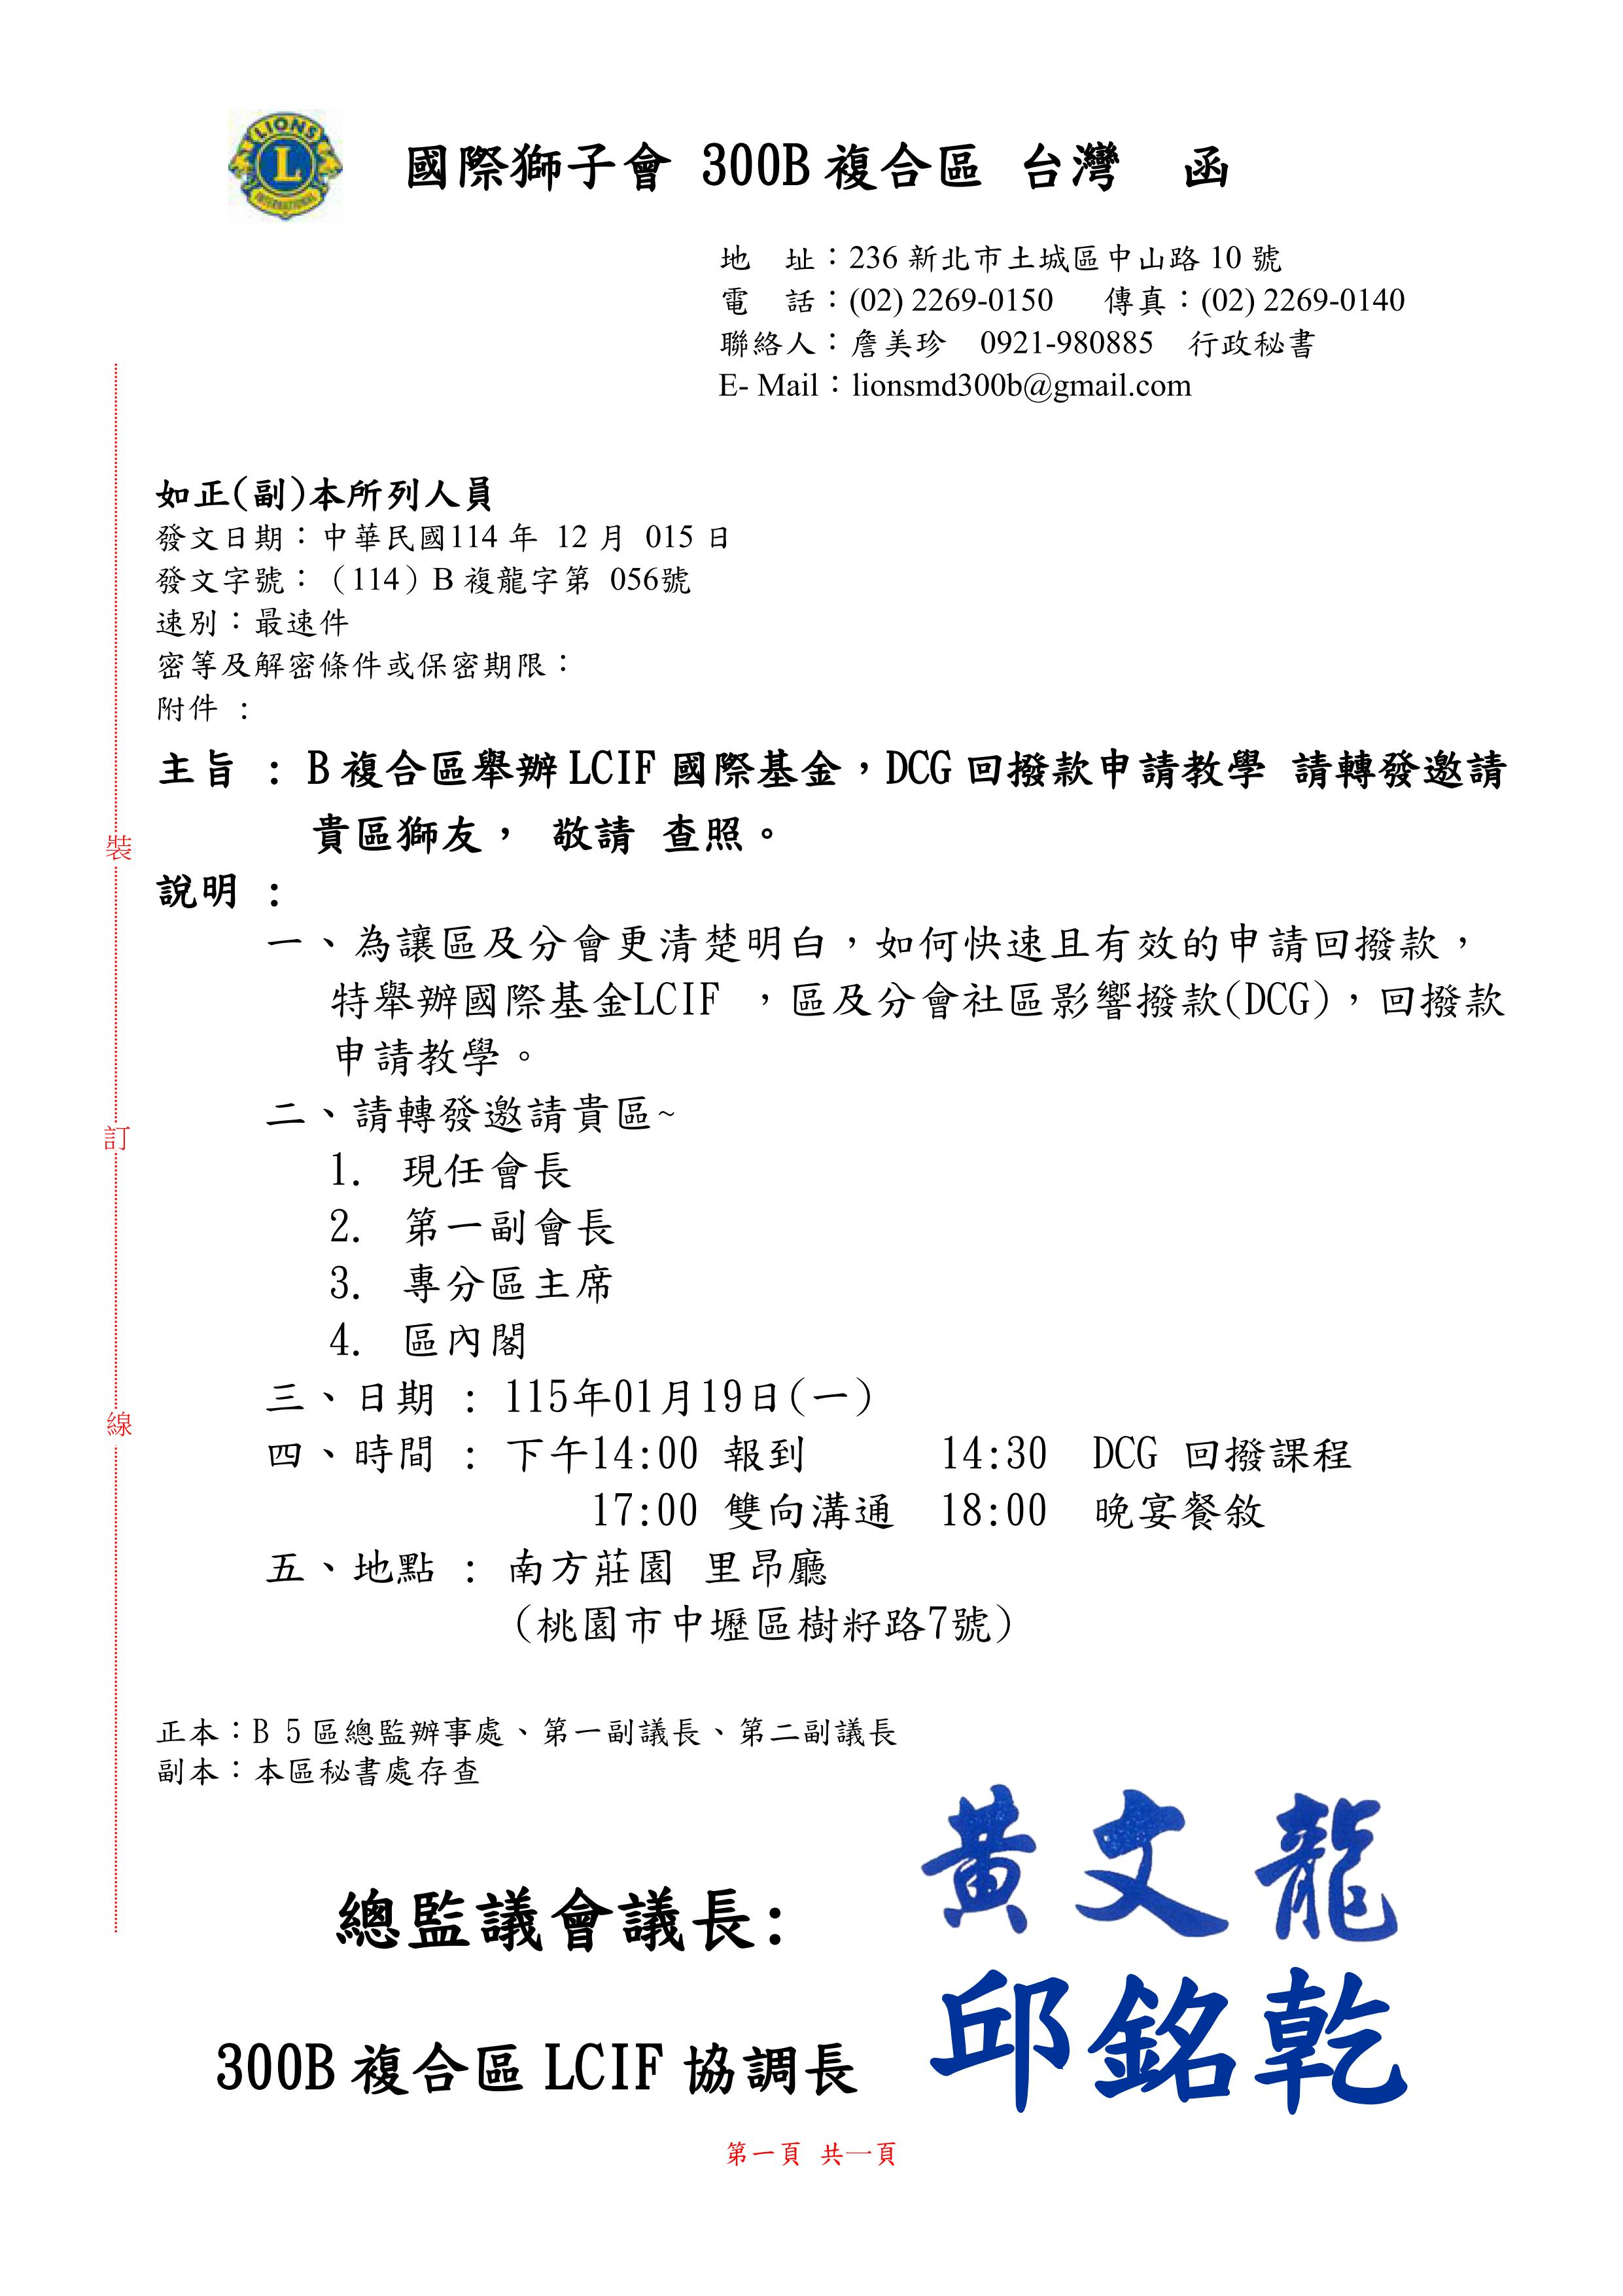 LIONS
L
INTERNATIONAL
國際獅子會 300B 複合區 台灣 函
地 址：236 新北市土城區中山路 10 號
電 話：(02) 2269-0150 傳真：(02) 2269-0140
聯絡人：詹美珍 0921-980885 行政秘書
E- Mail：lionsmd300b@gmail.com
如正(副)本所列人員
發文日期：中華民國114 年 12 月 015 日
發文字號：（114）B 複龍字第 056號
速別：最速件
密等及解密條件或保密期限：
附件 :
主旨 : B 複合區舉辦 LCIF 國際基金，DCG 回撥款申請教學 請轉發邀請
貴區獅友， 敬請 查照。
說明 :
一、為讓區及分會更清楚明白，如何快速且有效的申請回撥款，
特舉辦國際基金LCIF ，區及分會社區影響撥款(DCG)，回撥款
申請教學。
二、請轉發邀請貴區~
1. 現任會長
2. 第一副會長
3. 專分區主席
4. 區內閣
三、日期 : 115年01月19日(一)
四、時間 : 下午14:00 報到 14:30 DCG 回撥課程
17:00 雙向溝通 18:00 晚宴餐敘
五、地點 : 南方莊園 里昂廳
(桃園市中壢區樹籽路7號)
正本：B 5 區總監辦事處、第一副議長、第二副議長
副本：本區秘書處存查
總監議會議長: 黃文龍
300B 複合區 LCIF 協調長 邱銘乾
裝
訂
線
第一頁 共一頁